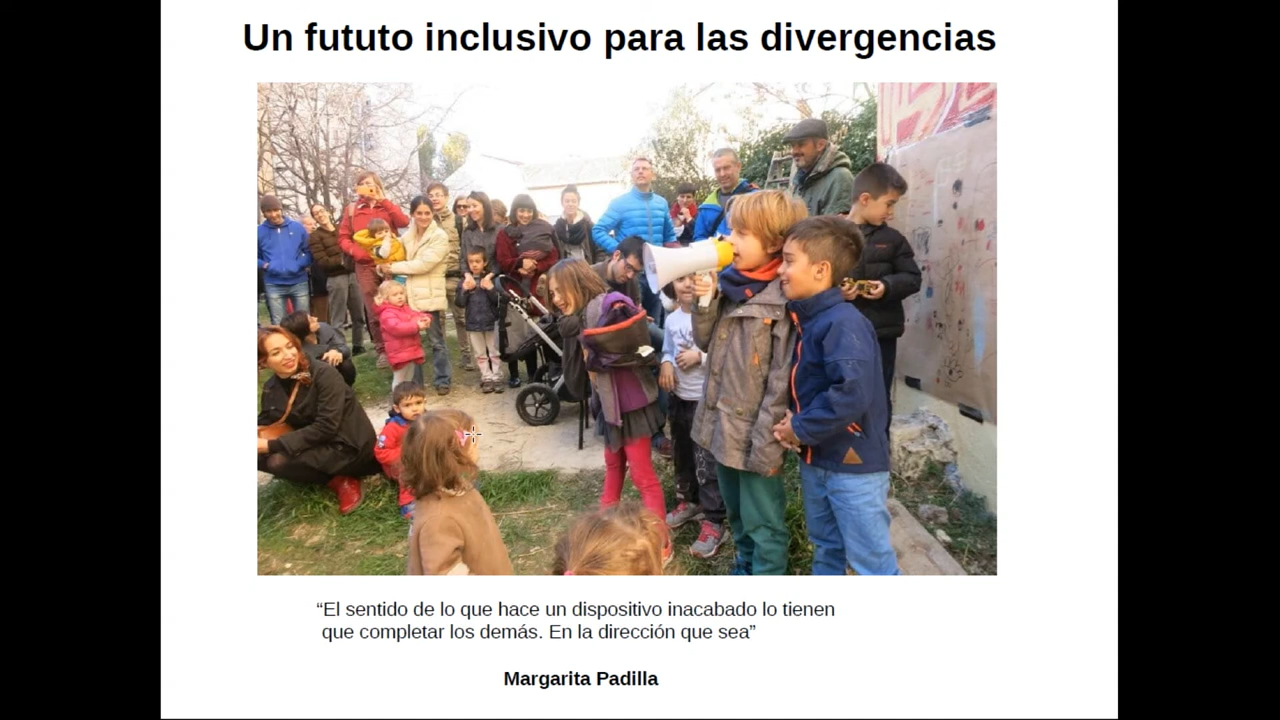 Un fututo inclusivo para las divergencias
“El sentido de lo que hace un dispositivo inacabado lo tienen
que completar los demás. En la dirección que sea”
Margarita Padilla